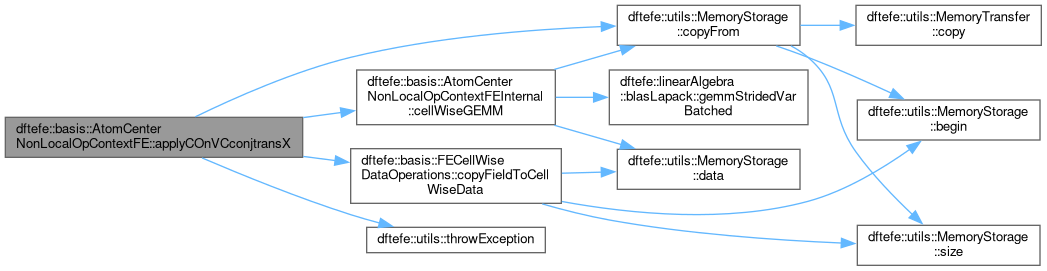 dftefe::basis::AtomCenter
NonLocalOpContextFE::applyCOnVCconjtransX
dftefe::utils::MemoryStorage
::copyFrom
dftefe::utils::MemoryTransfer
::copy
dftefe::basis::AtomCenter
NonLocalOpContextFEInternal
::cellWiseGEMM
dftefe::linearAlgebra
::blasLapack::gemmStridedVar
Batched
dftefe::utils::MemoryStorage
::begin
dftefe::basis::FECellWise
DataOperations::copyFieldToCell
WiseData
dftefe::utils::MemoryStorage
::data
dftefe::utils::throwException
dftefe::utils::MemoryStorage
::size